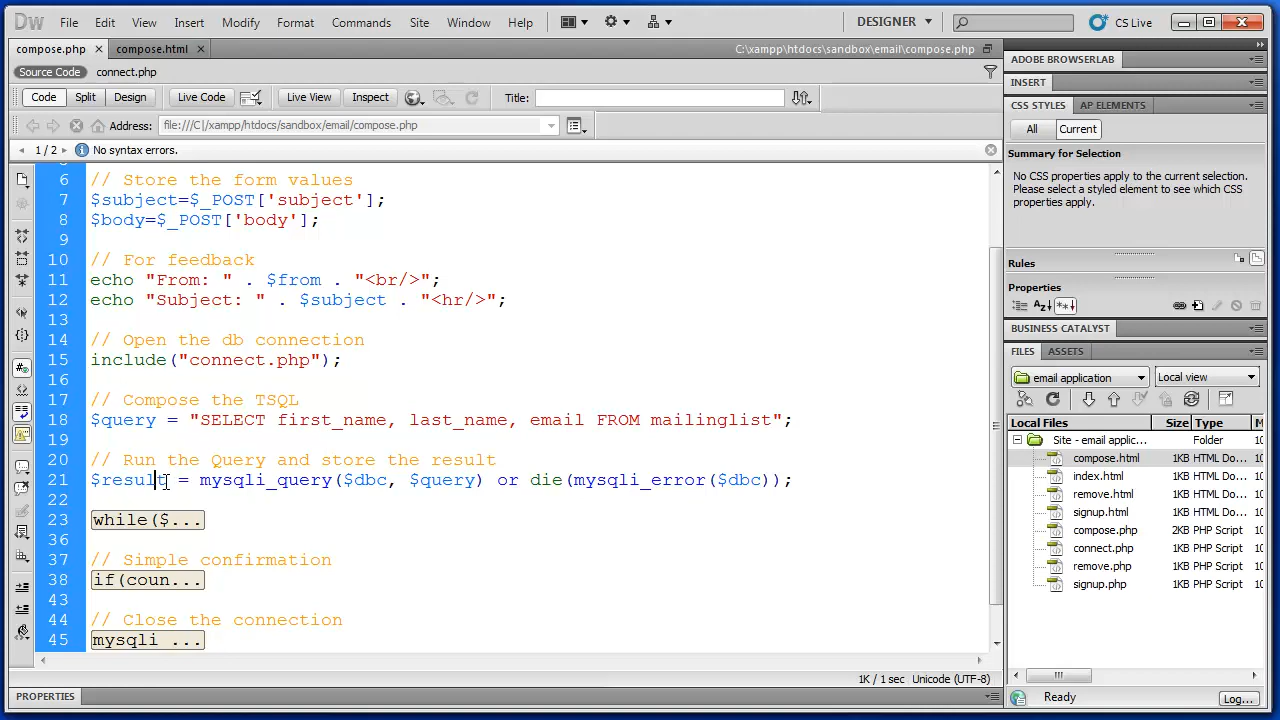 Dw File Edit View Insert Modify Format Commands Site Window Help DESIGNER CS Live
compose.php compose.html C:\xampp\htdocs\sandbox\email\compose.php
Source Code connect.php
Code Split Design Live Code Live View Inspect Title:
Address: file:///C|/xampp/htdocs/sandbox/email/compose.php
1 / 2 No syntax errors.
6 // Store the form values
7 $subject=$_POST['subject'];
8 $body=$_POST['body'];
9
10 // For feedback
11 echo "From: " . $from . "<br/>";
12 echo "Subject: " . $subject . "<hr/>";
13
14 // Open the db connection
15 include("connect.php");
16
17 // Compose the TSQL
18 $query = "SELECT first_name, last_name, email FROM mailinglist";
19
20 // Run the Query and store the result
21 $result = mysqli_query($dbc, $query) or die(mysqli_error($dbc));
22
23 while($...
36
37 // Simple confirmation
38 if(coun...
43
44 // Close the connection
45 mysqli ...
1K / 1 sec Unicode (UTF-8)
PROPERTIES
ADOBE BROWSERLAB
INSERT
CSS STYLES AP ELEMENTS
All Current
Summary for Selection
No CSS properties apply to the current selection.
Please select a styled element to see which CSS
properties apply.
Rules
Properties
BUSINESS CATALYST
FILES ASSETS
email application Local view
Local Files Size Type M
Site - email applic... Folder 10
compose.html 1KB HTML Do... 10
index.html 1KB HTML Do... 10
remove.html 1KB HTML Do... 10
signup.html 1KB HTML Do... 10
compose.php 2KB PHP Script 10
connect.php 1KB PHP Script 10
remove.php 1KB PHP Script 10
signup.php 1KB PHP Script 10
Ready Log...